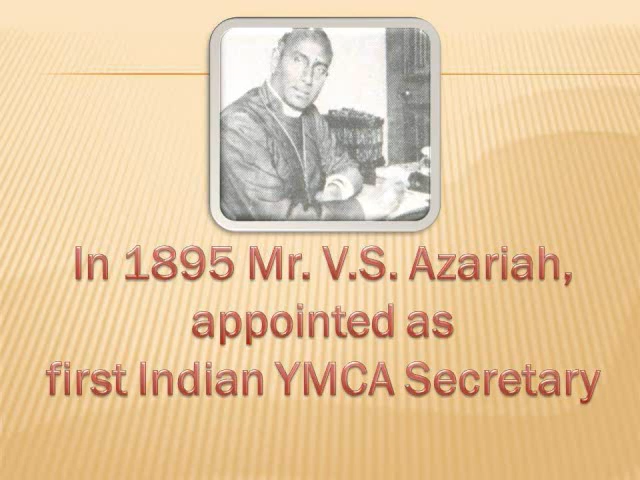 In 1895 Mr. V.S. Azariah,
appointed as
first Indian YMCA Secretary